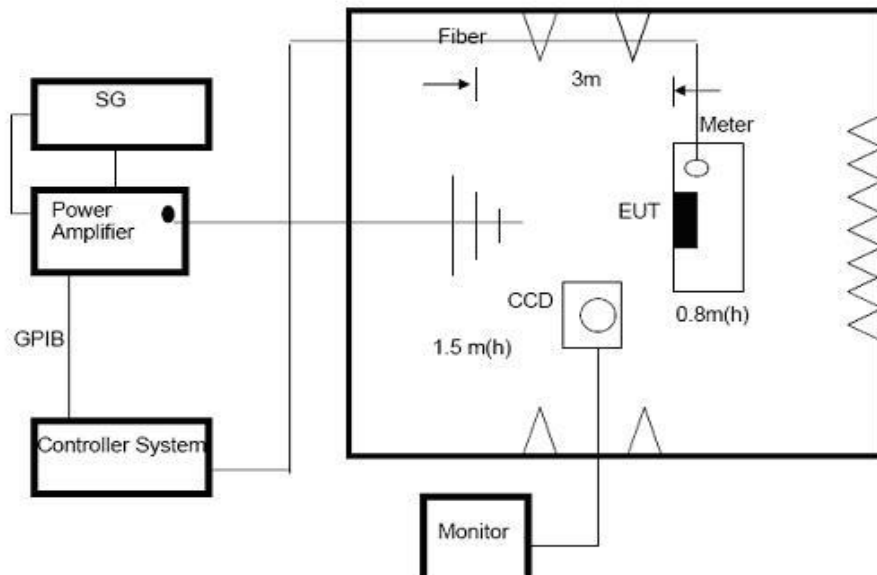 Fiber
3m
SG
Meter
Power
Amplifier
EUT
CCD
0.8m(h)
GPIB
1.5 m(h)
Controller System
Monitor